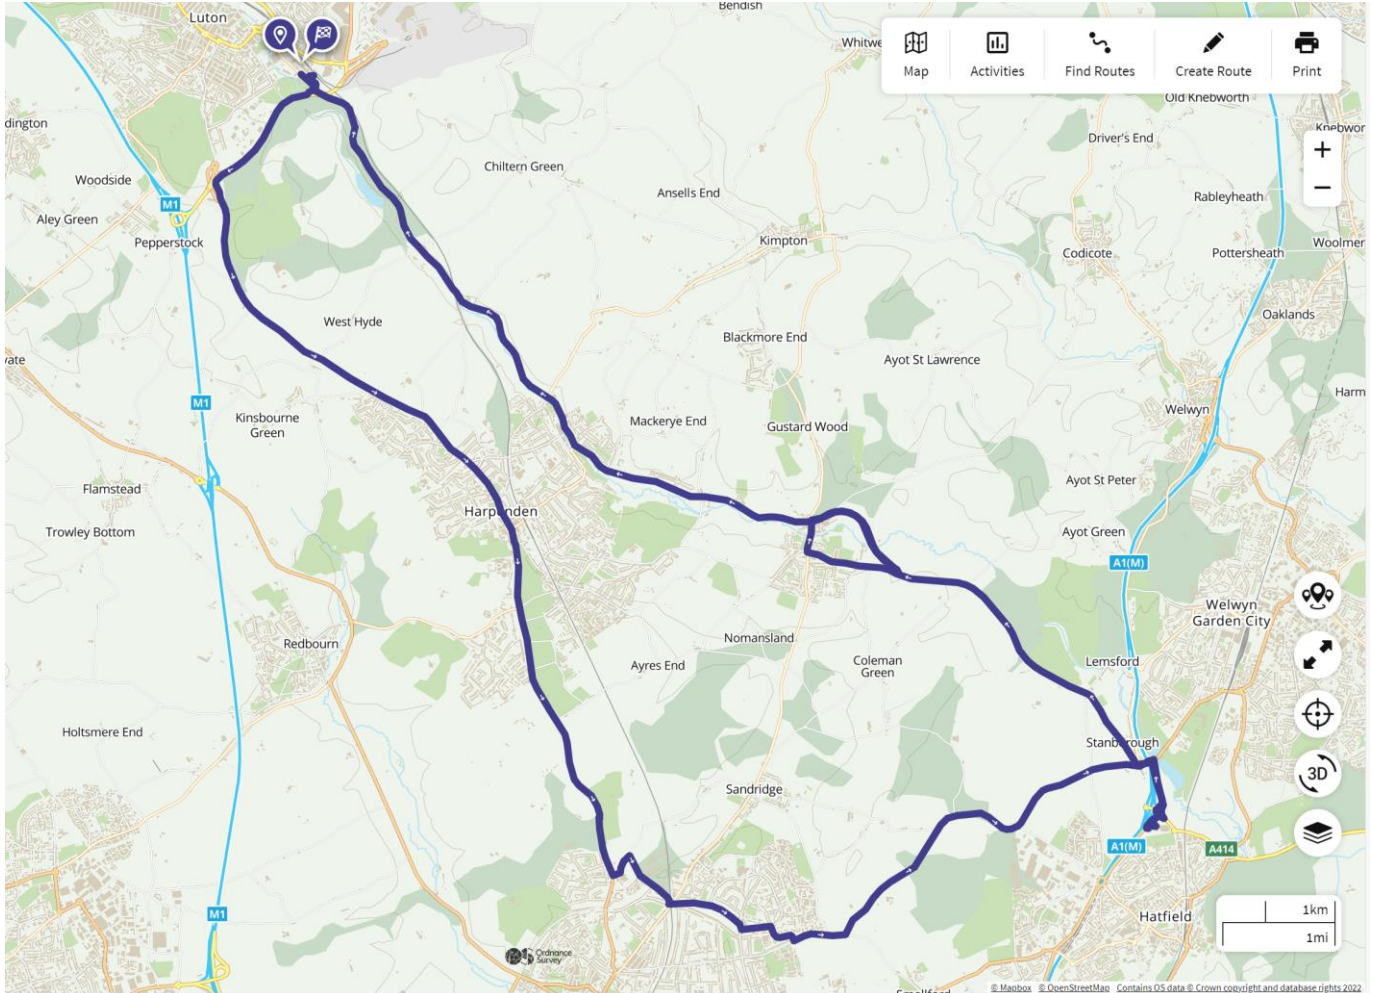 Bendish
Luton
Whitwe
Map
Activities
Find Routes
Create Route
Print
Old Knebworth
Knebwor
dington
Driver's End
Chiltern Green
Woodside
Ansells End
Rableyheath
M1
Aley Green
Pepperstock
Kimpton
Codicote
Pottersheath
Woolmer
West Hyde
Oaklands
Blackmore End
vate
Ayot St Lawrence
Harm
M1
Kinsbourne
Green
Mackerye End
Gustard Wood
Welwyn
Flamstead
Ayot St Peter
Harpenden
Trowley Bottom
Ayot Green
A1(M)
Welwyn
Garden City
Redbourn
Nomansland
Ayres End
Coleman
Green
Lemsford
Holtsmere End
Stanborough
3D
Sandridge
A1(M)
A414
M1
Hatfield
1km
1mi
Ordnance
Survey
Smallford
© Mapbox © OpenStreetMap Contains OS data © Crown copyright and database rights 2022